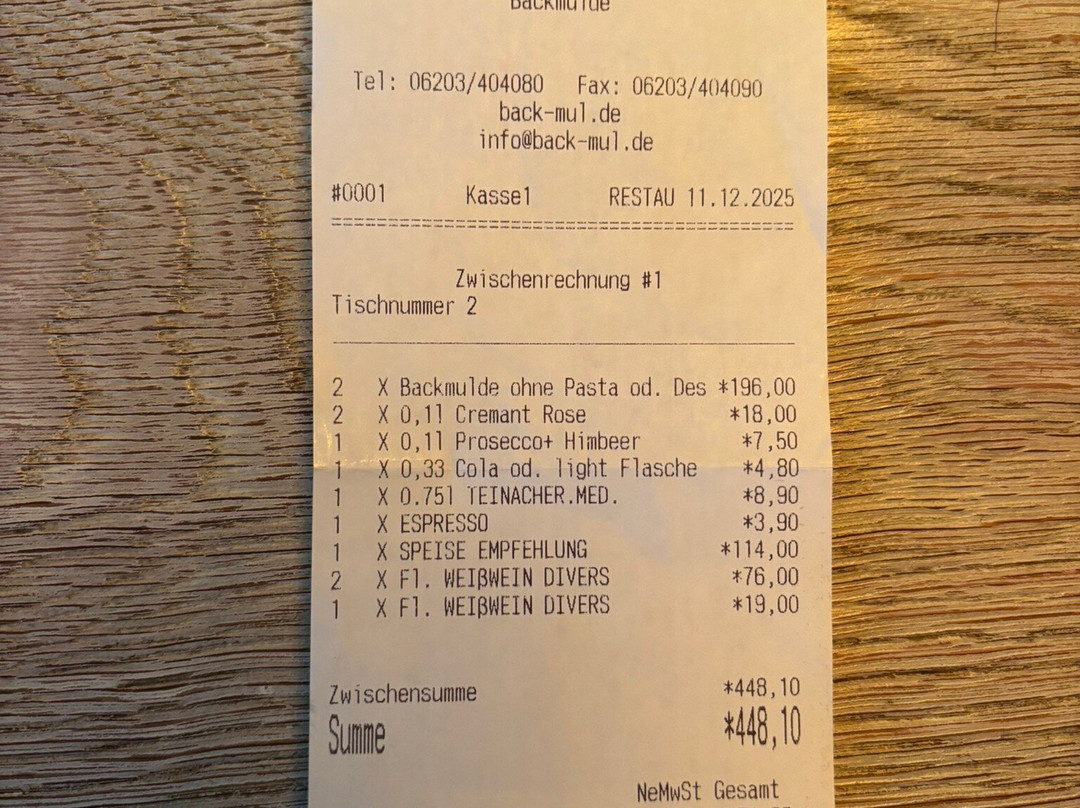 Backmulde
Tel: 06203/404080 Fax: 06203/404090
back-mul.de
info@back-mul.de
#0001 Kasse1 RESTAU 11.12.2025
==================================================
Zwischenrechnung #1
Tischnummer 2
2 X Backmulde ohne Pasta od. Des *196,00
2 X 0,1l Cremant Rose *18,00
1 X 0,1l Prosecco+ Himbeer *7,50
1 X 0,33 Cola od. light Flasche *4,80
1 X 0.75l TEINACHER.MED. *8,90
1 X ESPRESSO *3,90
1 X SPEISE EMPFEHLUNG *114,00
2 X Fl. WEIßWEIN DIVERS *76,00
1 X Fl. WEIßWEIN DIVERS *19,00
Zwischensumme *448,10
Summe *448,10
NeMwSt Gesamt